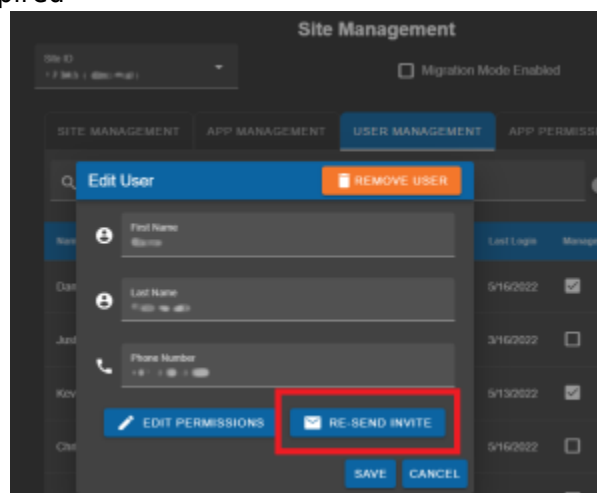 Site Management
Site ID
Migration Mode Enabled
SITE MANAGEMENT APP MANAGEMENT USER MANAGEMENT APP PERMISS
Edit User REMOVE USER
First Name
Last Login
Last Name
5/16/2022
3/16/2022
Phone Number
5/13/2022
EDIT PERMISSIONS RE-SEND INVITE
5/16/2022
SAVE CANCEL